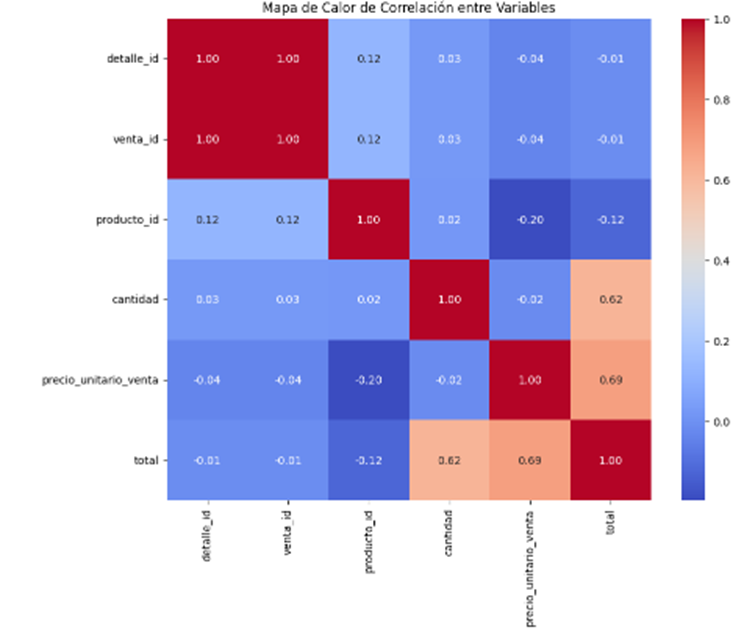 Mapa de Calor de Correlación entre Variables
detalle_id 1.00 1.00 0.12 0.03 -0.04 -0.01
venta_id 1.00 1.00 0.12 0.03 -0.04 -0.01
producto_id 0.12 0.12 1.00 0.02 -0.20 -0.12
cantidad 0.03 0.03 0.02 1.00 -0.02 0.62
precio_unitario_venta -0.04 -0.04 -0.20 -0.02 1.00 0.69
total -0.01 -0.01 -0.12 0.62 0.69 1.00
detalle_id venta_id producto_id cantidad precio_unitario_venta total
1.0
0.8
0.6
0.4
0.2
0.0